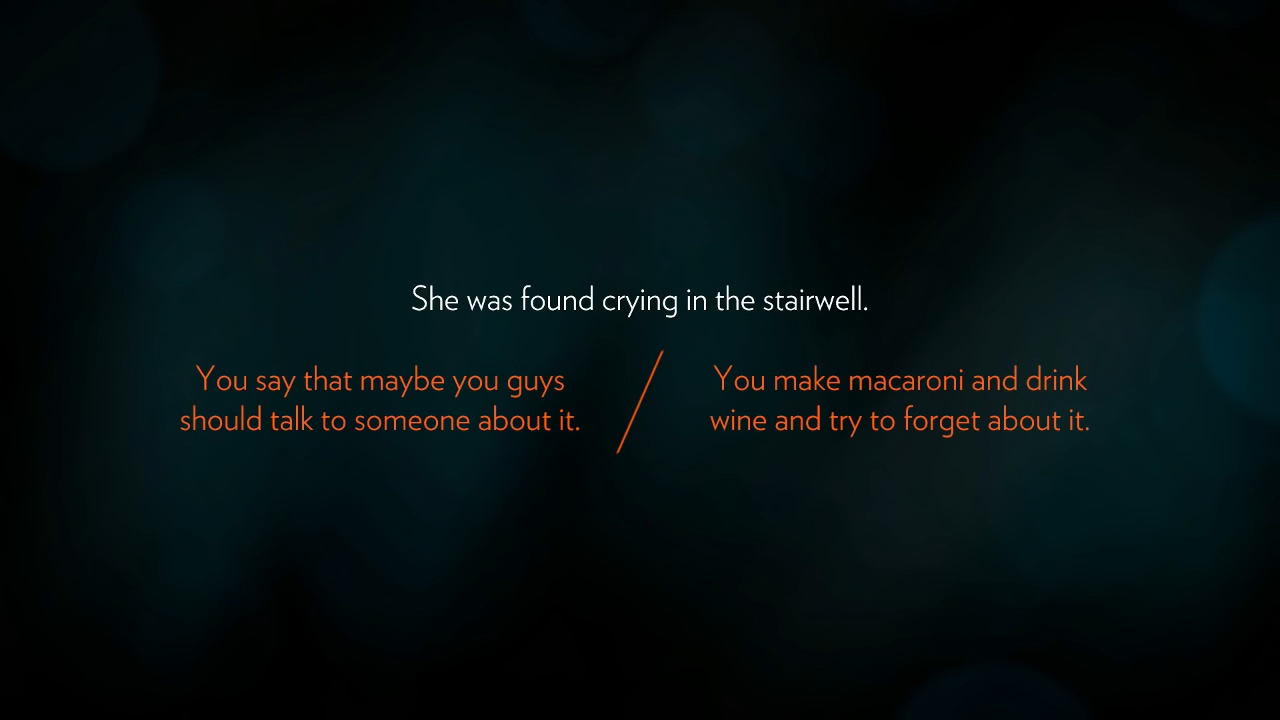 She was found crying in the stairwell.
You say that maybe you guys
should talk to someone about it.
You make macaroni and drink
wine and try to forget about it.